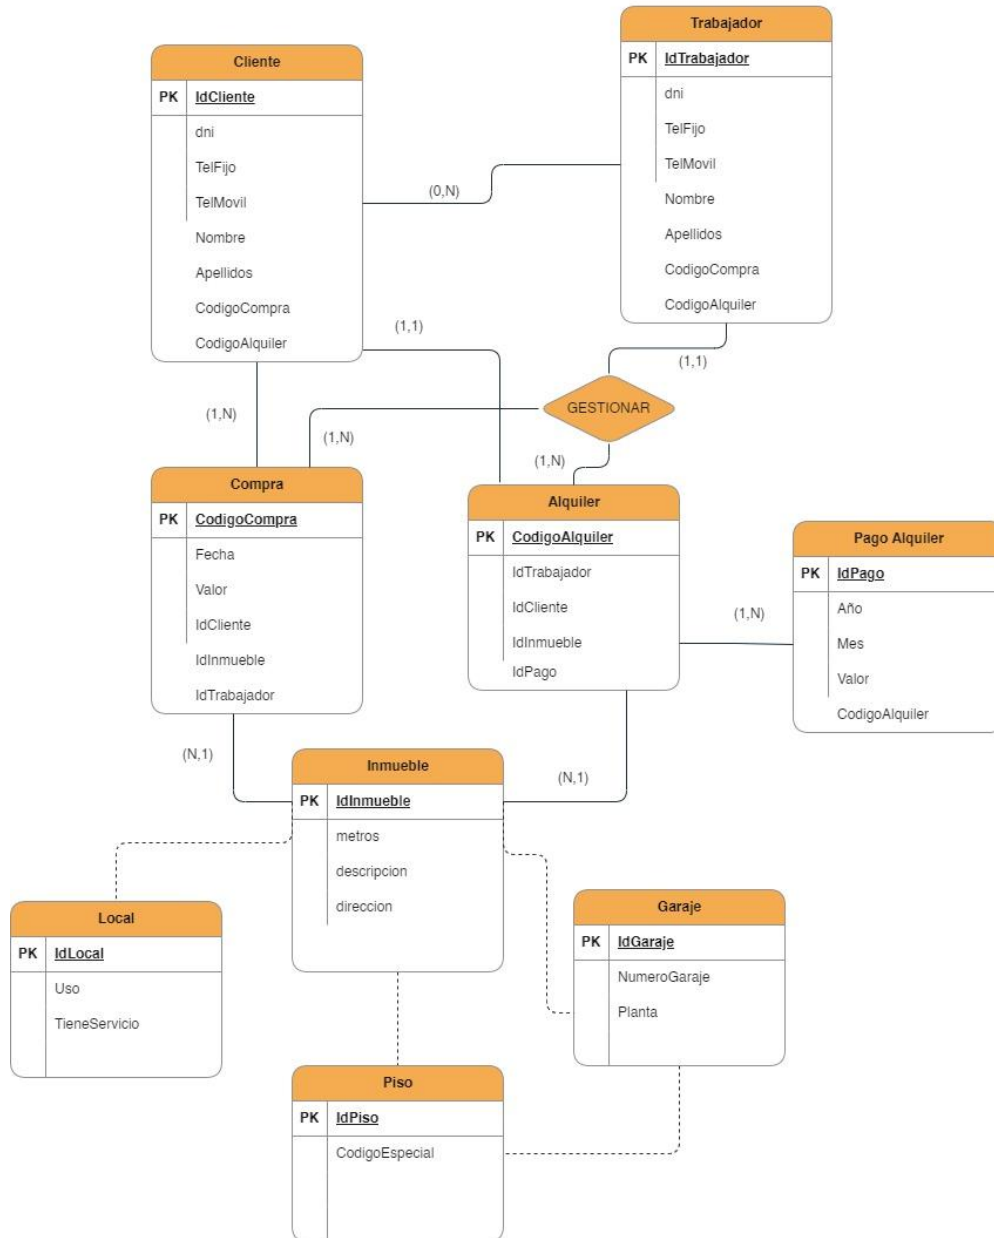 Trabajador
PK IdTrabajador
dni
TelFijo
TelMovil
Nombre
Apellidos
CodigoCompra
CodigoAlquiler
Cliente
PK IdCliente
dni
TelFijo
TelMovil
Nombre
Apellidos
CodigoCompra
CodigoAlquiler
(0,N)
(1,1)
(1,1)
GESTIONAR
(1,N)
(1,N)
(1,N)
Compra
PK CodigoCompra
Fecha
Valor
IdCliente
IdInmueble
IdTrabajador
Alquiler
PK CodigoAlquiler
IdTrabajador
IdCliente
IdInmueble
IdPago
(1,N)
Pago Alquiler
PK IdPago
Año
Mes
Valor
CodigoAlquiler
(N,1)
(N,1)
Inmueble
PK IdInmueble
metros
descripcion
direccion
Local
PK IdLocal
Uso
TieneServicio
Garaje
PK IdGaraje
NumeroGaraje
Planta
Piso
PK IdPiso
CodigoEspecial